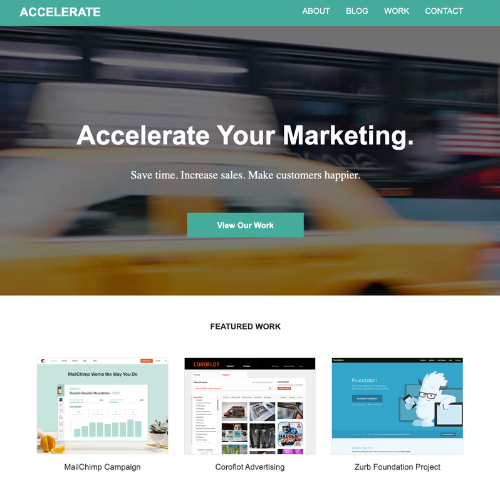 ACCELERATE
ABOUT BLOG WORK CONTACT
Accelerate Your Marketing.
Save time. Increase sales. Make customers happier.
View Our Work
FEATURED WORK
MailChimp Works the Way You Do
COROFLOT
Foundation
MailChimp Campaign
Coroflot Advertising
Zurb Foundation Project